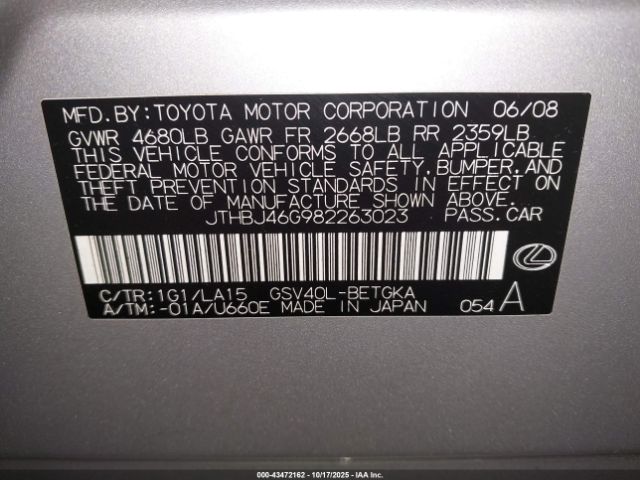 MFD. BY: TOYOTA MOTOR CORPORATION 06/08
GVWR 4680LB GAWR FR 2668LB RR 2359LB
THIS VEHICLE CONFORMS TO ALL APPLICABLE
FEDERAL MOTOR VEHICLE SAFETY, BUMPER, AND
THEFT PREVENTION STANDARDS IN EFFECT ON
THE DATE OF MANUFACTURE SHOWN ABOVE.
JTHBJ46G982263023 PASS. CAR
C/TR: 1G1/LA15 GSV40L-BETGKA
A/TM: -01A/U660E MADE IN JAPAN 054 A
000-43472162 - 10/17/2025 - IAA Inc.